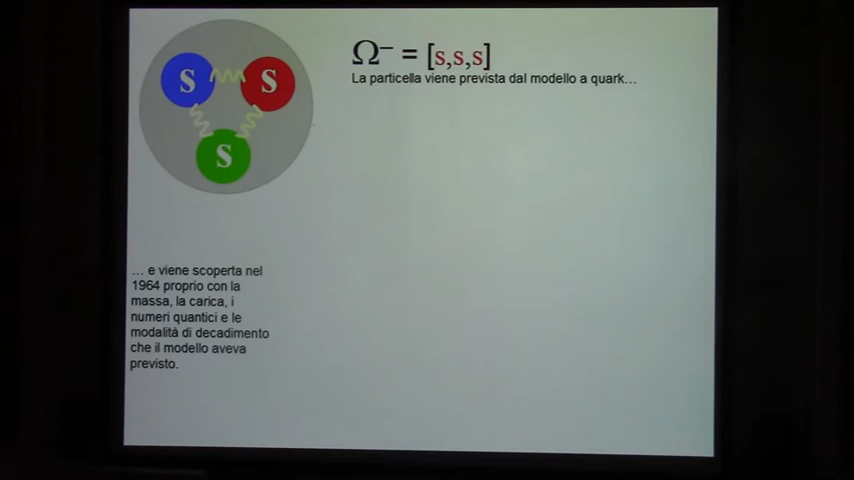 S S
S
Ω⁻ = [s,s,s]
La particella viene prevista dal modello a quark...
... e viene scoperta nel
1964 proprio con la
massa, la carica, i
numeri quantici e le
modalità di decadimento
che il modello aveva
previsto.